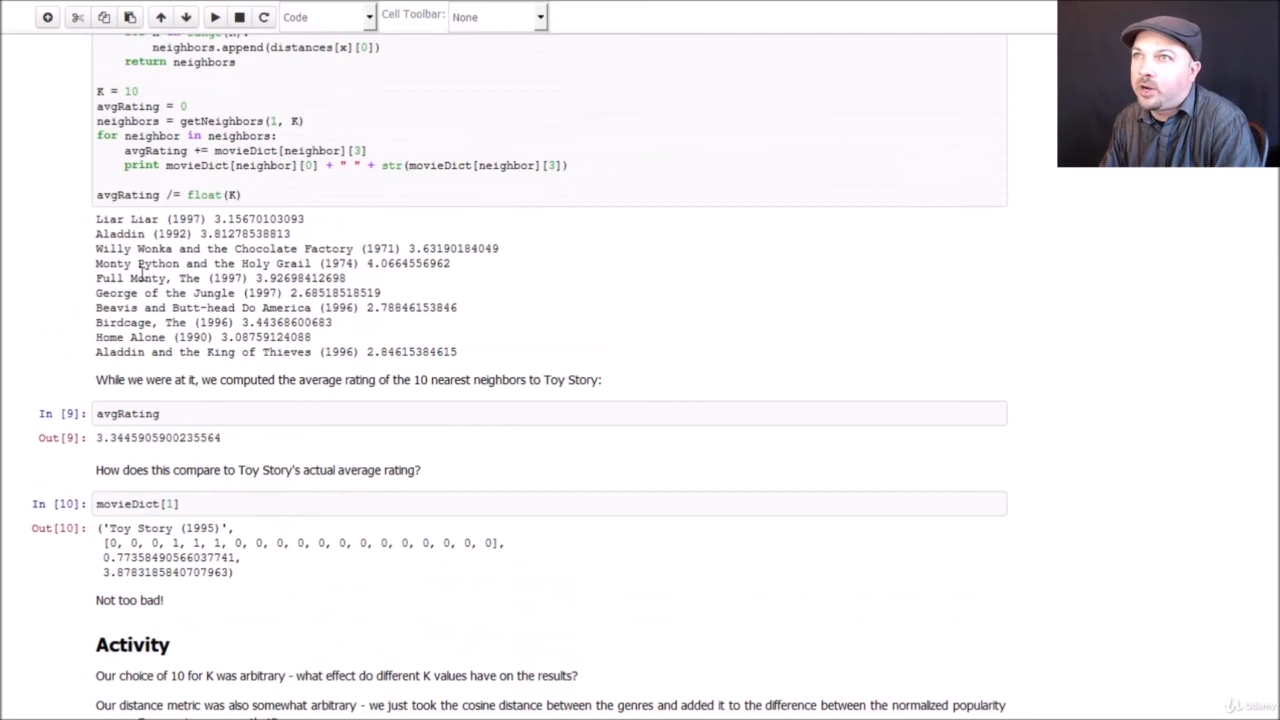 Code
Cell Toolbar:
None
neighbors.append(distances[x][0])
return neighbors
K = 10
avgRating = 0
neighbors = getNeighbors(1, K)
for neighbor in neighbors:
avgRating += movieDict[neighbor][3]
print movieDict[neighbor][0] + " " + str(movieDict[neighbor][3])
avgRating /= float(K)
Liar Liar (1997) 3.15670103093
Aladdin (1992) 3.81278538813
Willy Wonka and the Chocolate Factory (1971) 3.63190184049
Monty Python and the Holy Grail (1974) 4.0664556962
Full Monty, The (1997) 3.92698412698
George of the Jungle (1997) 2.68518518519
Beavis and Butt-head Do America (1996) 2.78846153846
Birdcage, The (1996) 3.44368600683
Home Alone (1990) 3.08759124088
Aladdin and the King of Thieves (1996) 2.84615384615
While we were at it, we computed the average rating of the 10 nearest neighbors to Toy Story:
In [9]: avgRating
Out[9]: 3.3445905900235564
How does this compare to Toy Story's actual average rating?
In [10]: movieDict[1]
Out[10]: ('Toy Story (1995)',
[0, 0, 0, 1, 1, 1, 0, 0, 0, 0, 0, 0, 0, 0, 0, 0, 0, 0, 0],
0.77358490566037741,
3.8783185840707963)
Not too bad!
Activity
Our choice of 10 for K was arbitrary - what effect do different K values have on the results?
Our distance metric was also somewhat arbitrary - we just took the cosine distance between the genres and added it to the difference between the normalized popularity
Udemy